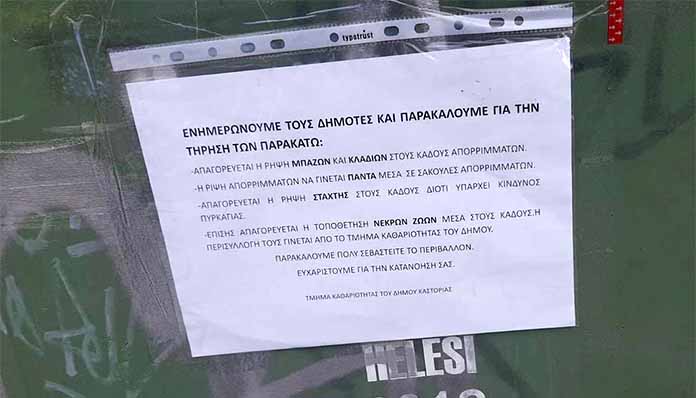 typotrust
ΕΝΗΜΕΡΩΝΟΥΜΕ ΤΟΥΣ ΔΗΜΟΤΕΣ ΚΑΙ ΠΑΡΑΚΑΛΟΥΜΕ ΓΙΑ ΤΗΝ
ΤΗΡΗΣΗ ΤΩΝ ΠΑΡΑΚΑΤΩ:
-ΑΠΑΓΟΡΕΥΕΤΑΙ Η ΡΗΨΗ ΜΠΑΖΩΝ ΚΑΙ ΚΛΑΔΙΩΝ ΣΤΟΥΣ ΚΑΔΟΥΣ ΑΠΟΡΡΙΜΜΑΤΩΝ.
-Η ΡΙΨΗ ΑΠΟΡΡΙΜΜΑΤΩΝ ΝΑ ΓΙΝΕΤΑΙ ΠΑΝΤΑ ΜΕΣΑ ΣΕ ΣΑΚΟΥΛΕΣ ΑΠΟΡΡΙΜΜΑΤΩΝ.
-ΑΠΑΓΟΡΕΥΕΤΑΙ Η ΡΗΨΗ ΣΤΑΧΤΗΣ ΣΤΟΥΣ ΚΑΔΟΥΣ ΔΙΟΤΙ ΥΠΑΡΧΕΙ ΚΙΝΔΥΝΟΣ
ΠΥΡΚΑΓΙΑΣ.
-ΕΠΙΣΗΣ ΑΠΑΓΟΡΕΥΕΤΑΙ Η ΤΟΠΟΘΕΤΗΣΗ ΝΕΚΡΩΝ ΖΩΩΝ ΜΕΣΑ ΣΤΟΥΣ ΚΑΔΟΥΣ.Η
ΠΕΡΙΣΥΛΛΟΓΗ ΤΟΥΣ ΓΙΝΕΤΑΙ ΑΠΟ ΤΟ ΤΜΗΜΑ ΚΑΘΑΡΙΟΤΗΤΑΣ ΤΟΥ ΔΗΜΟΥ.
ΠΑΡΑΚΑΛΟΥΜΕ ΠΟΛΥ ΣΕΒΑΣΤΕΙΤΕ ΤΟ ΠΕΡΙΒΑΛΛΟΝ.
ΕΥΧΑΡΙΣΤΟΥΜΕ ΓΙΑ ΤΗΝ ΚΑΤΑΝΟΗΣΗ ΣΑΣ.
ΤΜΗΜΑ ΚΑΘΑΡΙΟΤΗΤΑΣ ΤΟΥ ΔΗΜΟΥ ΚΑΣΤΟΡΙΑΣ
HELESI